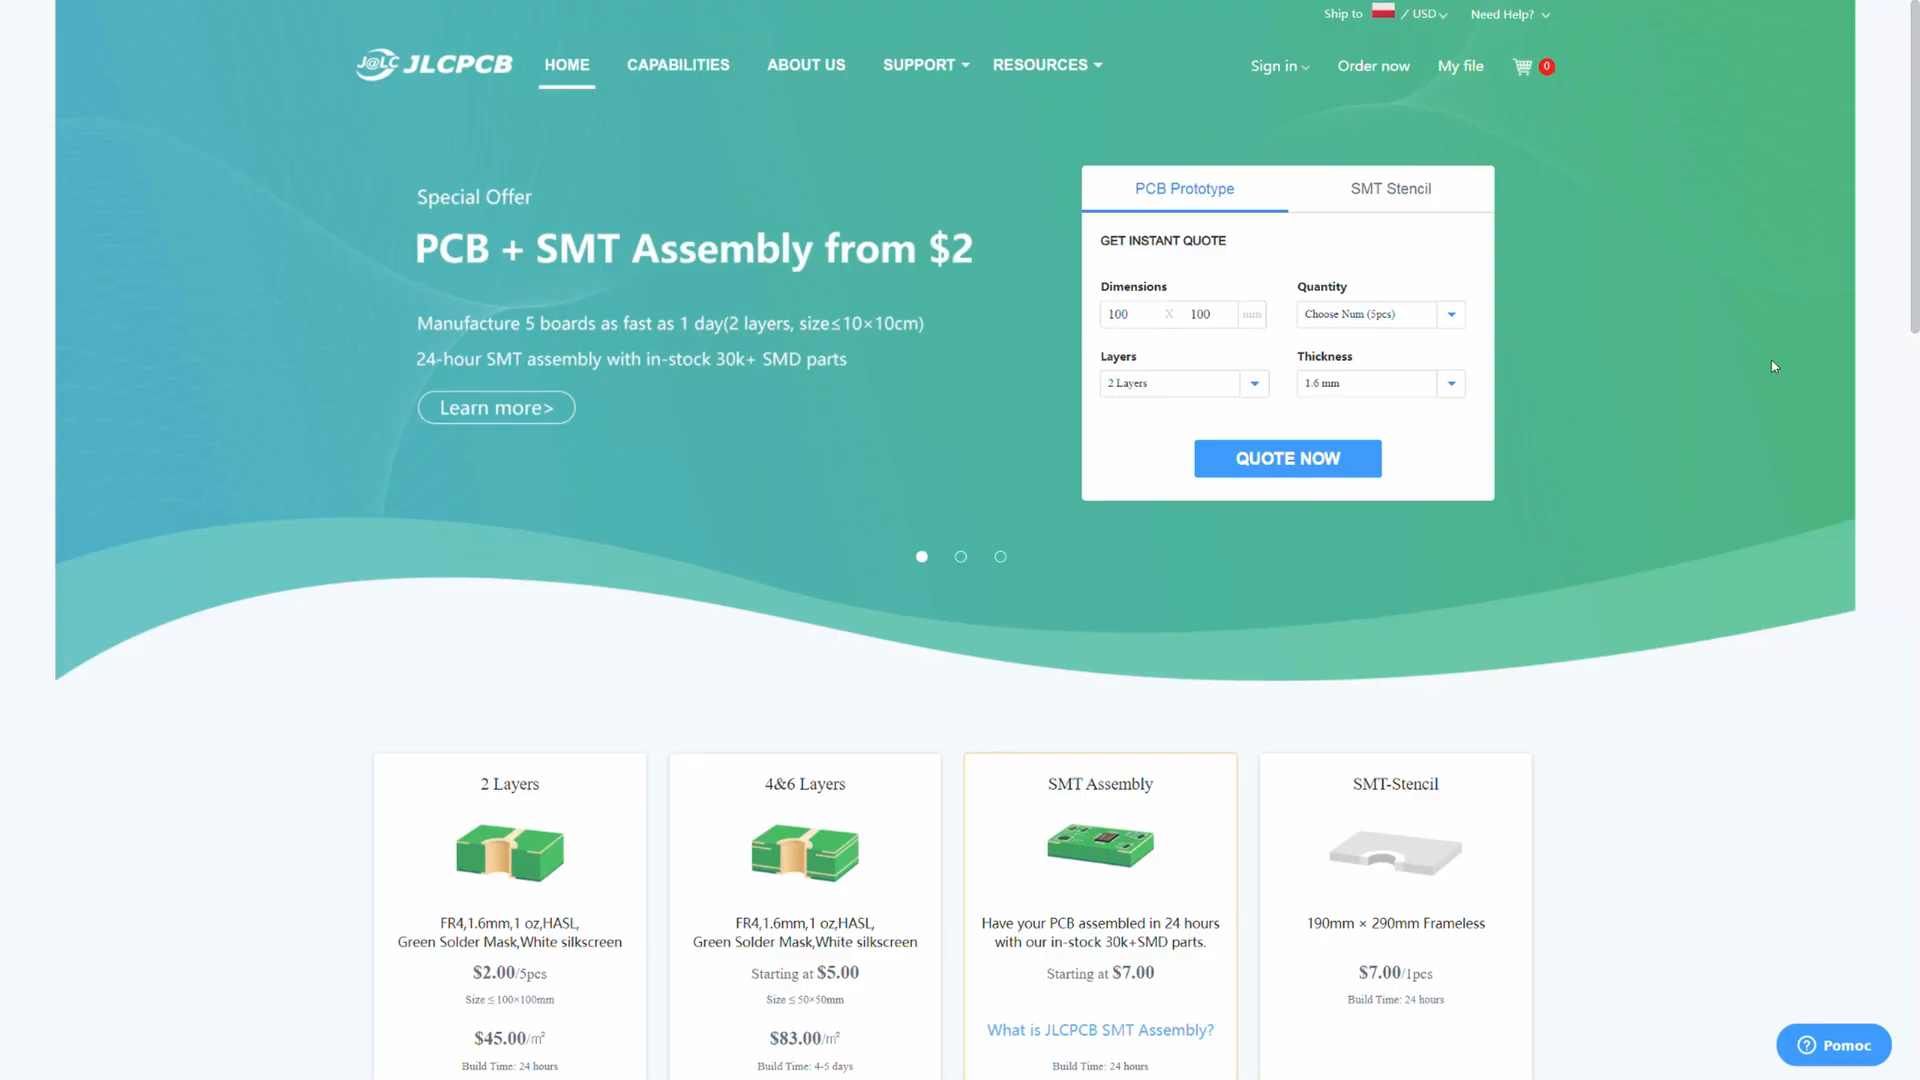 Ship to / USD Need Help?
J@LC JLCPCB HOME CAPABILITIES ABOUT US SUPPORT RESOURCES Sign in Order now My file 0
Special Offer
PCB + SMT Assembly from $2
Manufacture 5 boards as fast as 1 day(2 layers, size≤10×10cm)
24-hour SMT assembly with in-stock 30k+ SMD parts
Learn more>
PCB Prototype SMT Stencil
GET INSTANT QUOTE
Dimensions Quantity
100 X 100 mm Choose Num (5pcs)
Layers Thickness
2 Layers 1.6 mm
QUOTE NOW
2 Layers
FR4,1.6mm,1 oz,HASL,
Green Solder Mask,White silkscreen
$2.00/5pcs
Size ≤ 100×100mm
$45.00/㎡
Build Time: 24 hours
4&6 Layers
FR4,1.6mm,1 oz,HASL,
Green Solder Mask,White silkscreen
Starting at $5.00
Size ≤ 50×50mm
$83.00/㎡
Build Time: 4-5 days
SMT Assembly
Have your PCB assembled in 24 hours
with our in-stock 30k+SMD parts.
Starting at $7.00
What is JLCPCB SMT Assembly?
Build Time: 24 hours
SMT-Stencil
190mm × 290mm Frameless
$7.00/1pcs
Build Time: 24 hours
? Pomoc